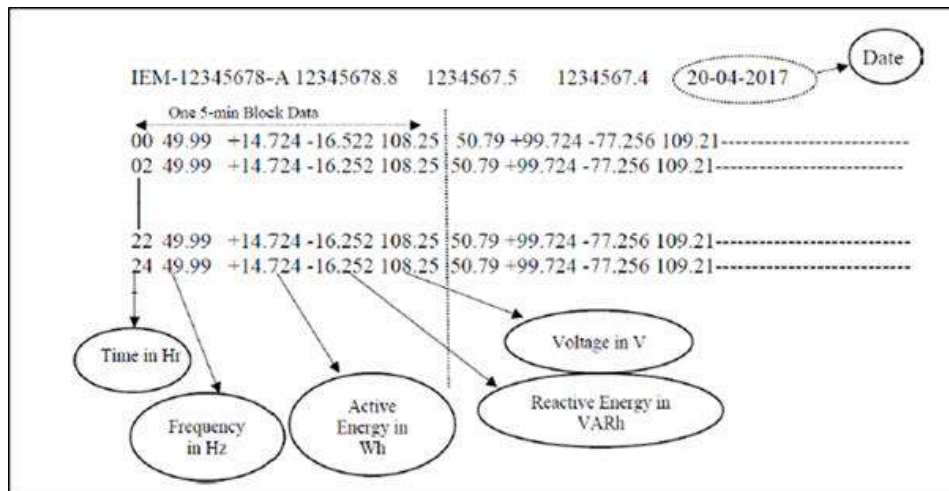 Date
IEM-12345678-A 12345678.8 1234567.5 1234567.4 20-04-2017
One 5-min Block Data
00 49.99 +14.724 -16.522 108.25 50.79 +99.724 -77.256 109.21--------------------
02 49.99 +14.724 -16.252 108.25 50.79 +99.724 -77.256 109.21--------------------
22 49.99 +14.724 -16.252 108.25 50.79 +99.724 -77.256 109.21--------------------
24 49.99 +14.724 -16.252 108.25 50.79 +99.724 -77.256 109.21--------------------
Time in Hr
Voltage in V
Frequency
in Hz
Active
Energy in
Wh
Reactive Energy in
VARh